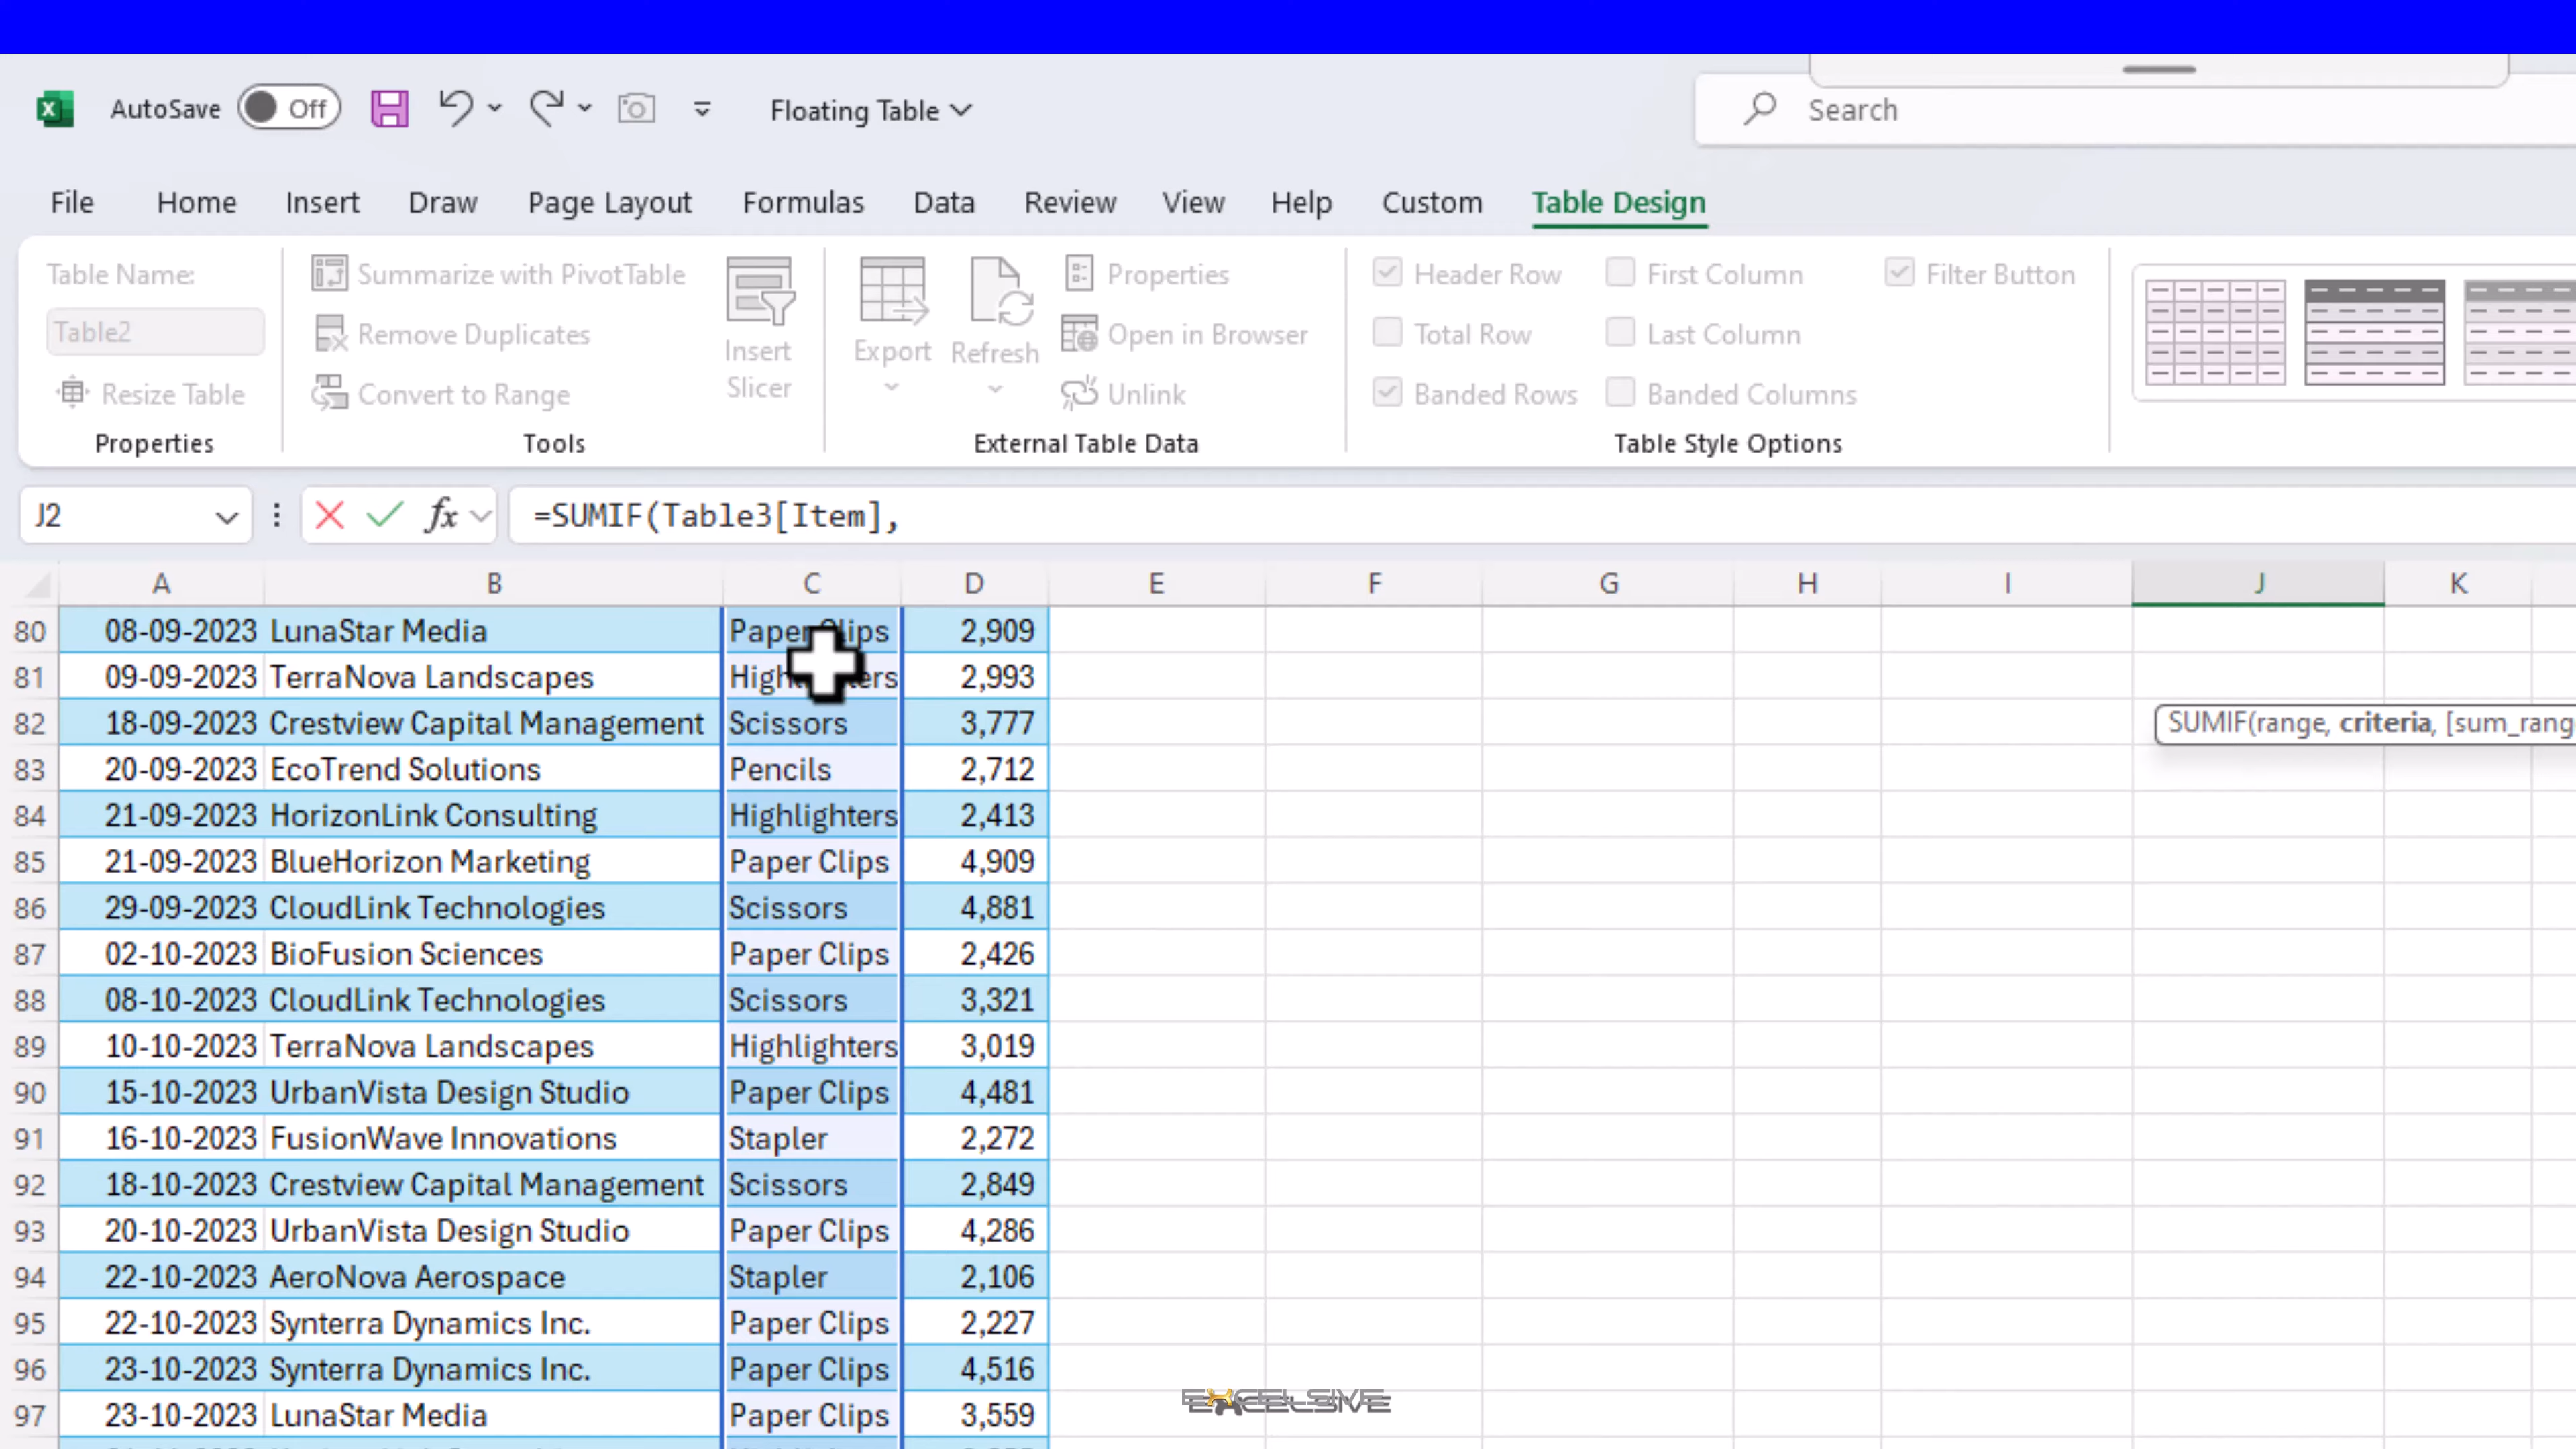 AutoSave Off Floating Table Search
File Home Insert Draw Page Layout Formulas Data Review View Help Custom Table Design
Table Name: Summarize with PivotTable Properties Header Row First Column Filter Button
Table2 Remove Duplicates Insert Slicer Export Refresh Open in Browser Total Row Last Column
Resize Table Convert to Range Unlink Banded Rows Banded Columns
Properties Tools External Table Data Table Style Options
J2 fx =SUMIF(Table3[Item],
A B C D E F G H I J K
80 08-09-2023 LunaStar Media Paper Clips 2,909
81 09-09-2023 TerraNova Landscapes Highlighters 2,993
82 18-09-2023 Crestview Capital Management Scissors 3,777 SUMIF(range, criteria, [sum_rang
83 20-09-2023 EcoTrend Solutions Pencils 2,712
84 21-09-2023 HorizonLink Consulting Highlighters 2,413
85 21-09-2023 BlueHorizon Marketing Paper Clips 4,909
86 29-09-2023 CloudLink Technologies Scissors 4,881
87 02-10-2023 BioFusion Sciences Paper Clips 2,426
88 08-10-2023 CloudLink Technologies Scissors 3,321
89 10-10-2023 TerraNova Landscapes Highlighters 3,019
90 15-10-2023 UrbanVista Design Studio Paper Clips 4,481
91 16-10-2023 FusionWave Innovations Stapler 2,272
92 18-10-2023 Crestview Capital Management Scissors 2,849
93 20-10-2023 UrbanVista Design Studio Paper Clips 4,286
94 22-10-2023 AeroNova Aerospace Stapler 2,106
95 22-10-2023 Synterra Dynamics Inc. Paper Clips 2,227
96 23-10-2023 Synterra Dynamics Inc. Paper Clips 4,516
97 23-10-2023 LunaStar Media Paper Clips 3,559
EXCELSIVE